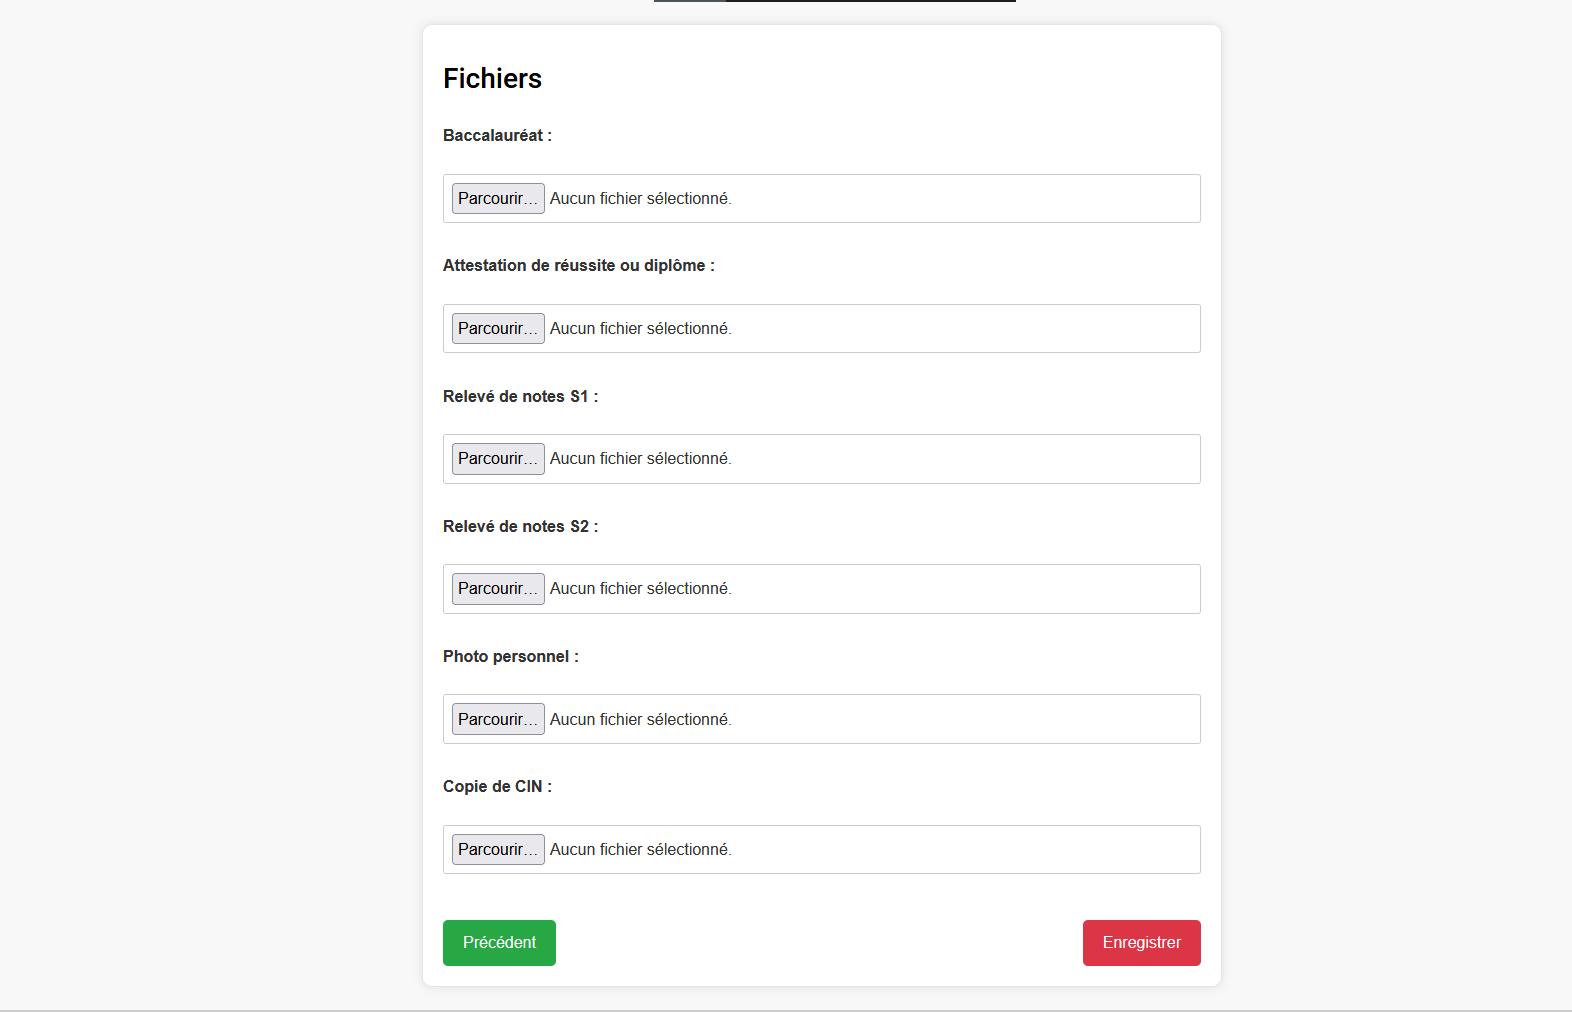 Fichiers
Baccalauréat :
Parcourir... Aucun fichier sélectionné.
Attestation de réussite ou diplôme :
Parcourir... Aucun fichier sélectionné.
Relevé de notes S1 :
Parcourir... Aucun fichier sélectionné.
Relevé de notes S2 :
Parcourir... Aucun fichier sélectionné.
Photo personnel :
Parcourir... Aucun fichier sélectionné.
Copie de CIN :
Parcourir... Aucun fichier sélectionné.
Précédent Enregistrer